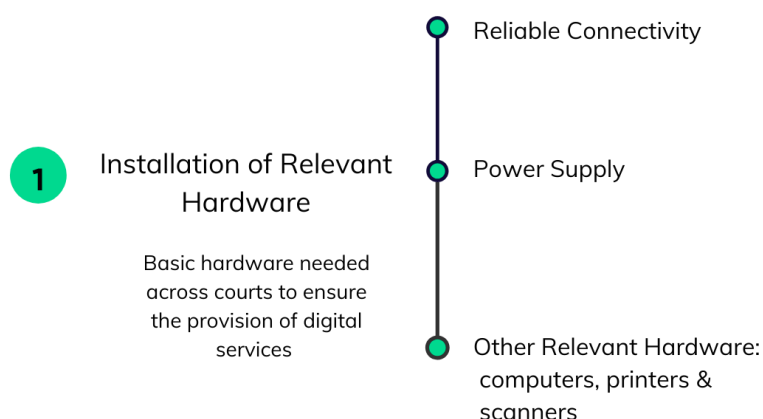 1
Installation of Relevant
Hardware
Basic hardware needed
across courts to ensure
the provision of digital
services
Reliable Connectivity
Power Supply
Other Relevant Hardware:
computers, printers &
scanners